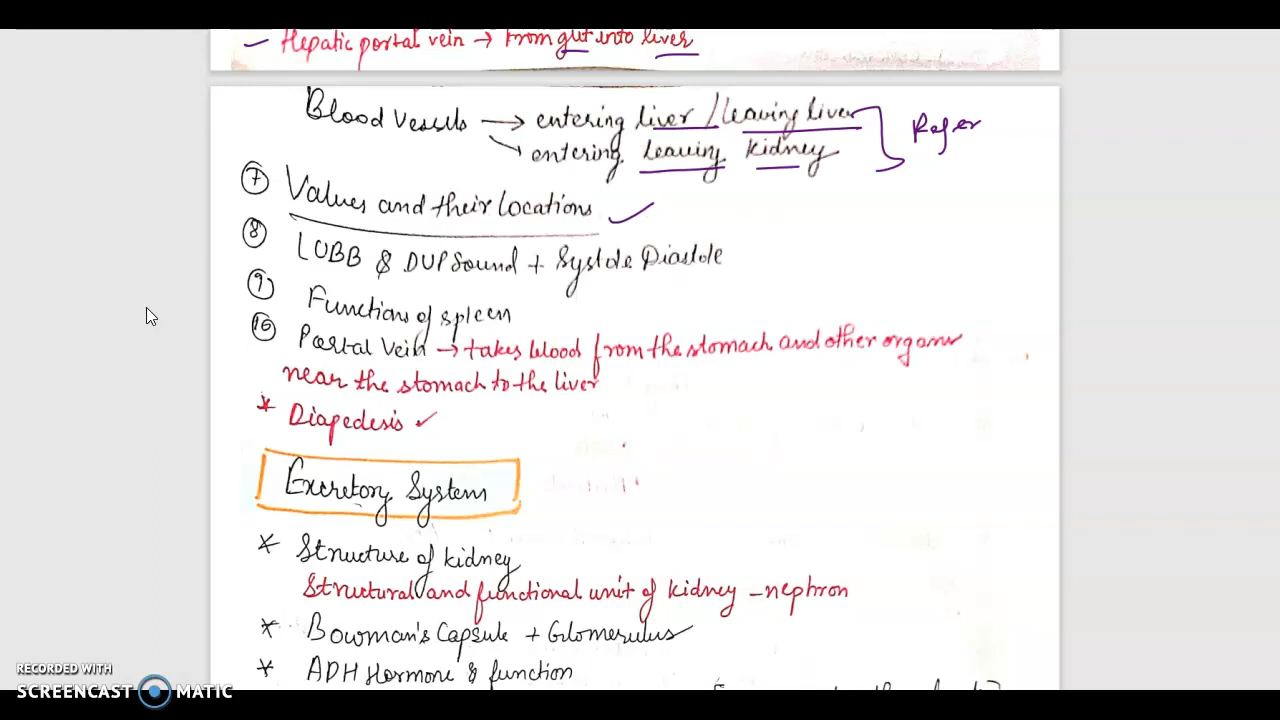 Hepatic portal vein → From gut into liver
Blood vessels → entering liver / leaving liver
→ entering leaving kidney
Refer
7 Values and their locations
8 LUBB & DUP Sound + Systole Diastole
9 Functions of spleen
10 Portal vein → takes blood from the stomach and other organs
near the stomach to the liver
* Diapedesis ✓
Excretory System
* Structure of kidney
Structural and functional unit of kidney - nephron
* Bowman's Capsule + Glomerulus
* ADH Hormone & function
RECORDED WITH
SCREENCAST MATIC